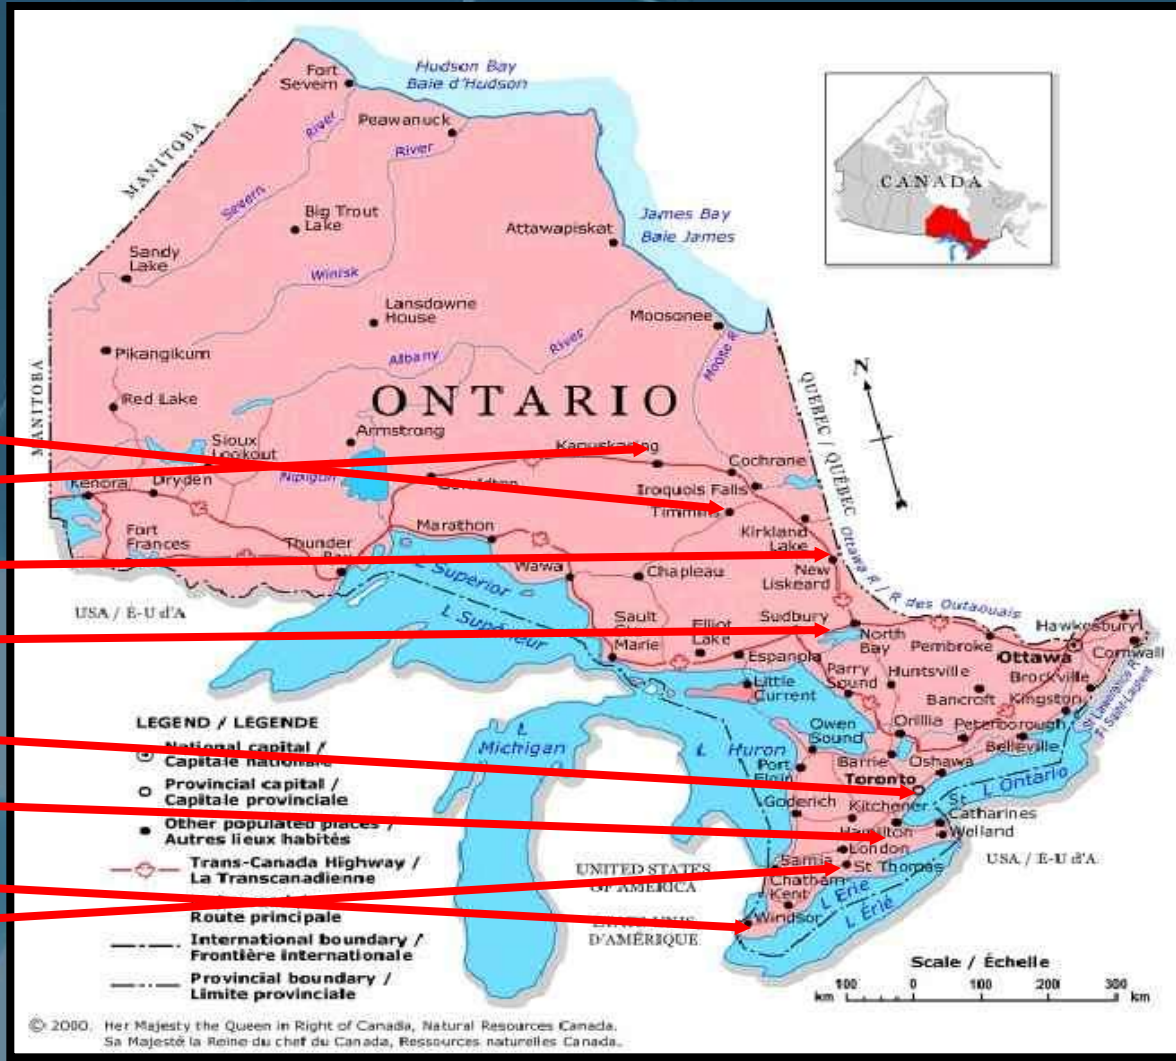 Hudson Bay
Baie d'Hudson
Fort
Severn
Peawanuck
MANITOBA
Severn
River
River
Winisk
Big Trout
Lake
Sandy
Lake
Attawapiskat
James Bay
Baie James
CANADA
Lansdowne
House
Moosonee
Moose R
Pikangikum
Albany
River
MANITOBA
Red Lake
ONTARIO
N
QUEBEC / QUÉBEC
Sioux
Lookout
Armstrong
Kapuskasing
Cochrane
Kenora
Dryden
Nipigon
Geraldton
Iroquois Falls
Timmins
Fort
Frances
Thunder
Bay
Marathon
Kirkland
Lake
Ottawa R / R des Outaouais
Wawa
Chapleau
New
Liskeard
USA / E-U d'A
L Superior
L Supérieur
Sault
Marie
Elliot
Lake
Sudbury
North
Bay
Pembroke
Ottawa
Hawkesbury
Cornwall
Espanola
Parry
Sound
Huntsville
Brockville
Little
Current
Bancroft
Kingston
St Lawrence R
Fl Saint-Laurent
L
Michigan
L Huron
Owen
Sound
Orillia
Peterborough
Belleville
Port
Elgin
Barrie
Oshawa
Toronto
L Ontario
Goderich
Kitchener
St
Catharines
Hamilton
Welland
London
St Thomas
USA / E-U d'A
UNITED STATES
OF AMERICA
Sarnia
Chatham
Kent
L Erie
L Érié
Windsor
D'AMÉRIQUE
LEGEND / LÉGENDE
National capital /
Capitale nationale
Provincial capital /
Capitale provinciale
Other populated places /
Autres lieux habités
Trans-Canada Highway /
La Transcanadienne
Route principale
International boundary /
Frontière internationale
Provincial boundary /
Limite provinciale
Scale / Échelle
km 100 0 100 200 300 km
© 2000. Her Majesty the Queen in Right of Canada, Natural Resources Canada.
Sa Majesté la Reine du chef du Canada, Ressources naturelles Canada.